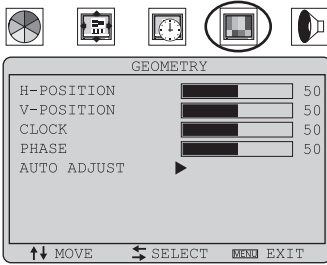 GEOMETRY
H-POSITION 50
V-POSITION 50
CLOCK 50
PHASE 50
AUTO ADJUST
MOVE SELECT MENU EXIT